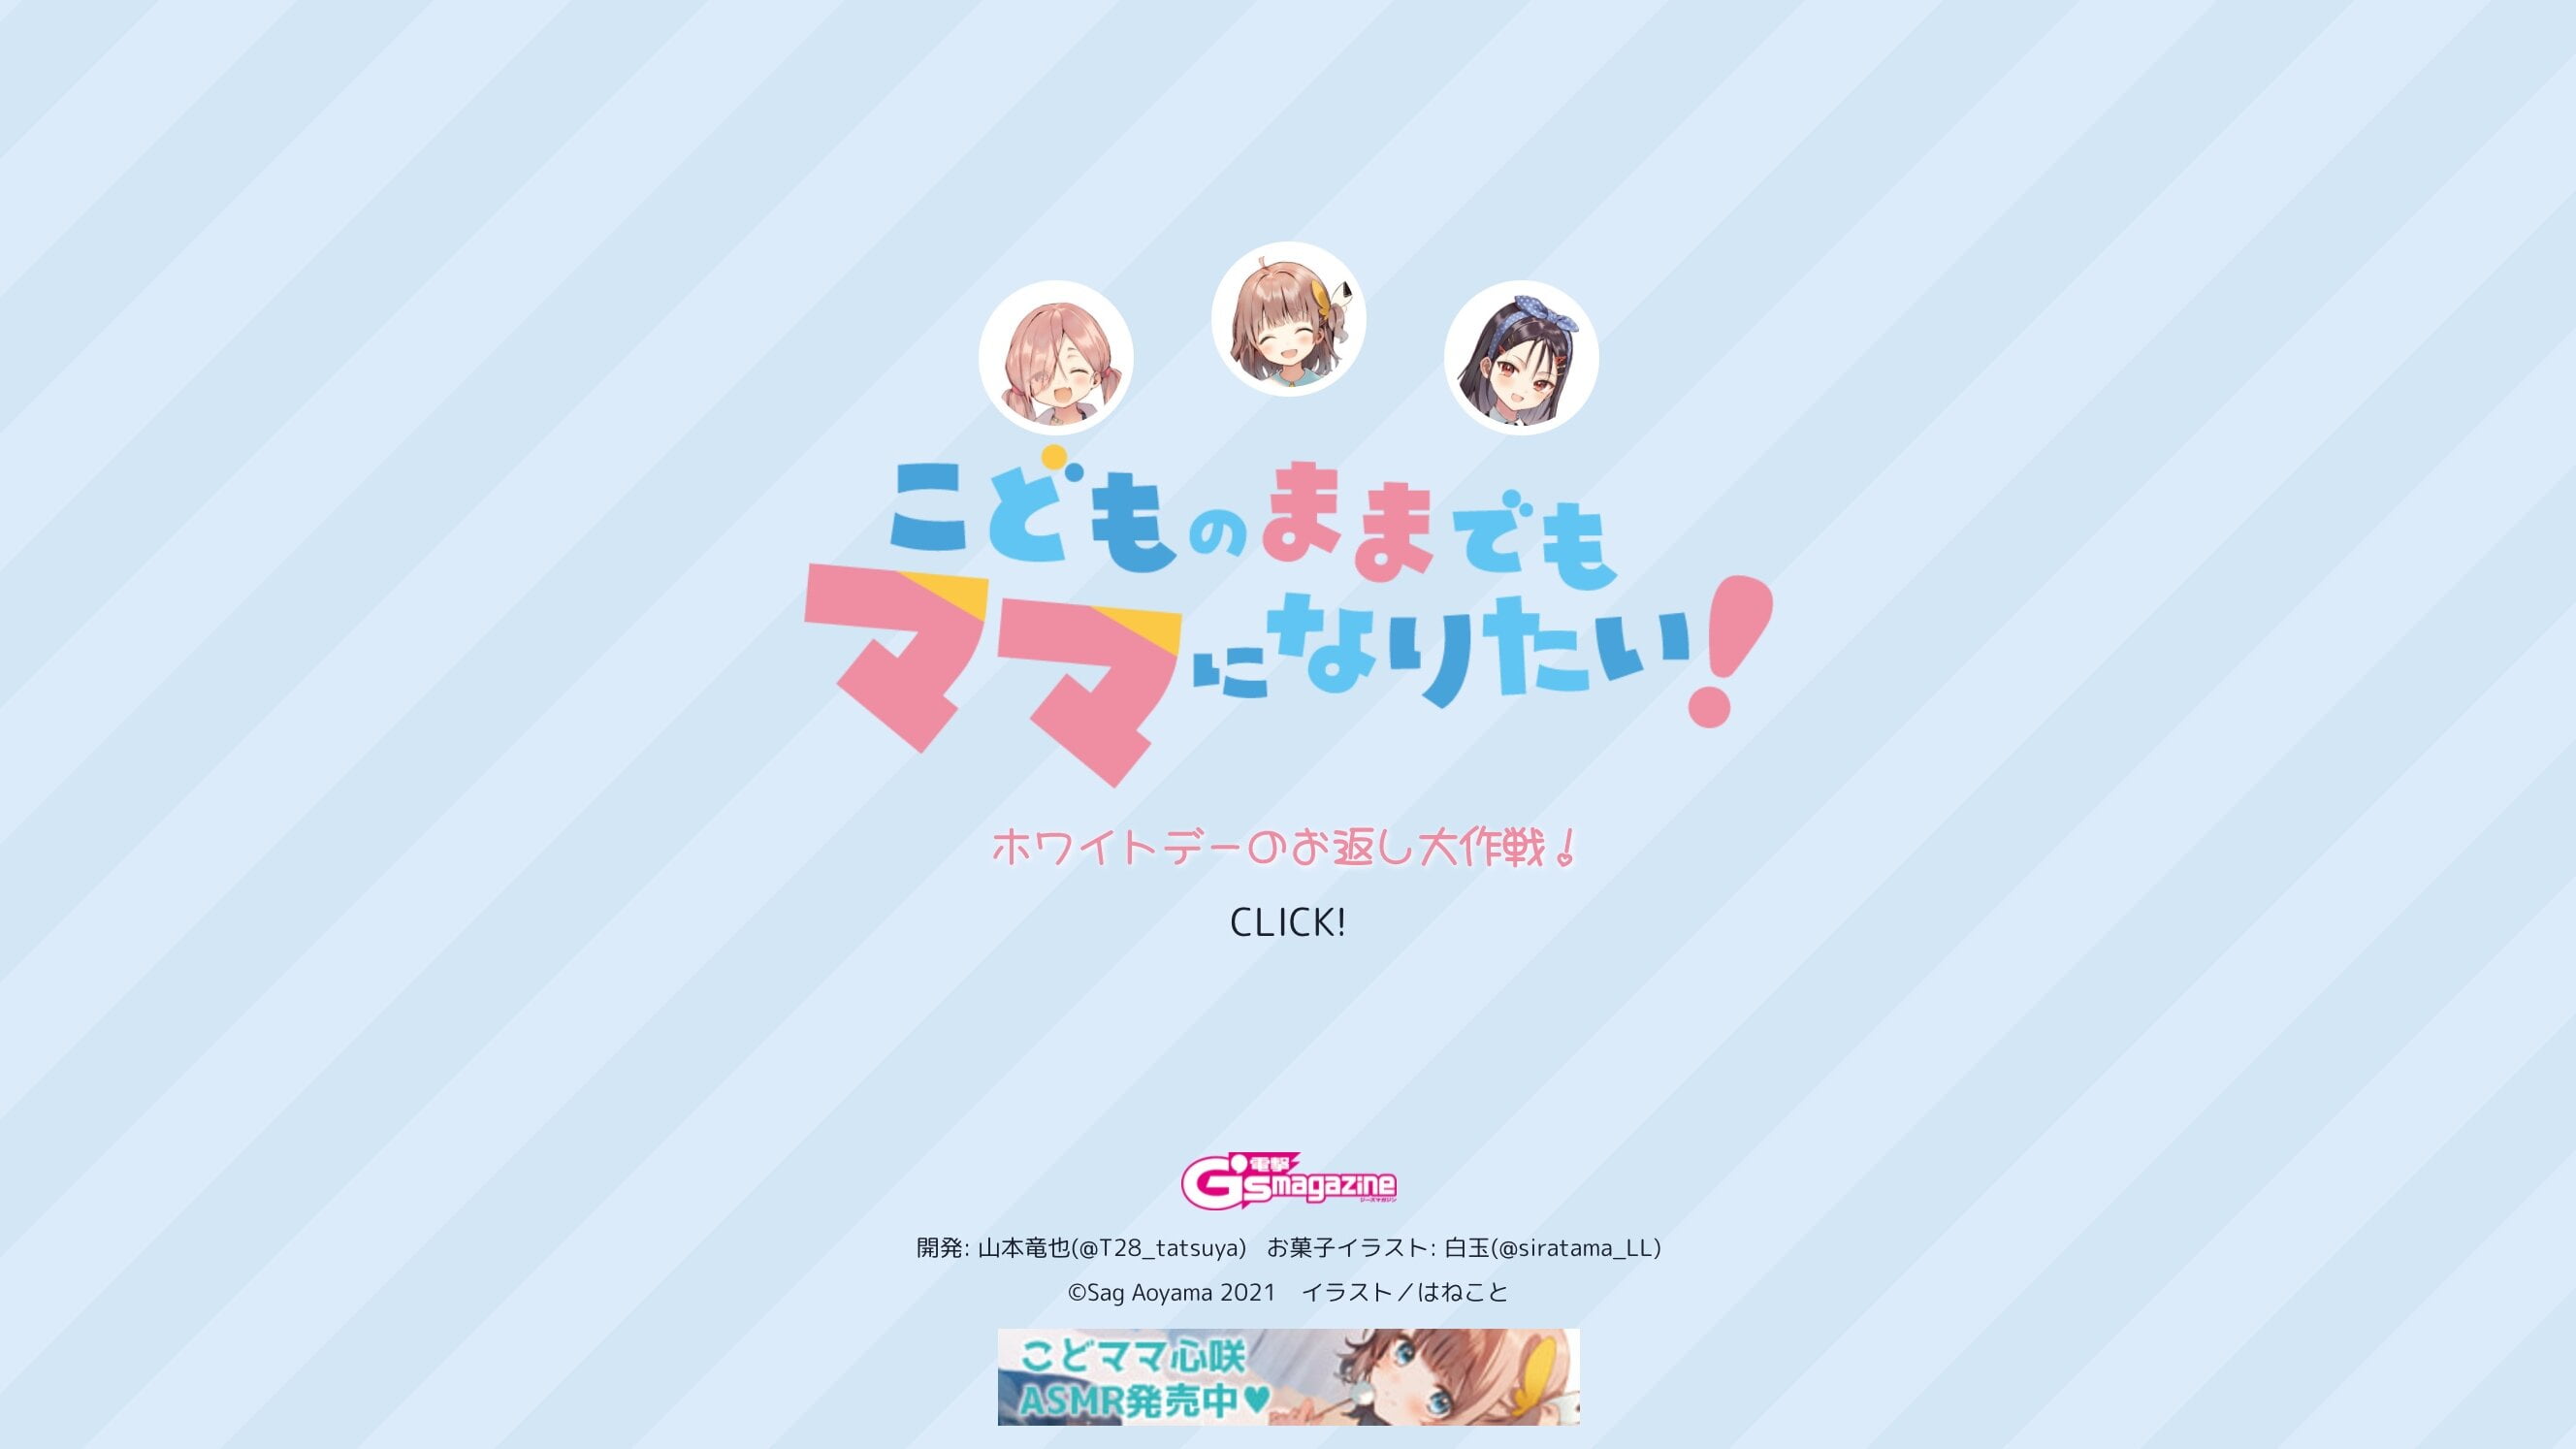 こどものままでも
ママになりたい！
ホワイトデーのお返し大作戦！
CLICK!
電撃
G'smagazine
ジーズマガジン
開発: 山本竜也(@T28_tatsuya)   お菓子イラスト: 白玉(@siratama_LL)
©Sag Aoyama 2021　イラスト／はねこと
こどママ心咲
ASMR発売中♥